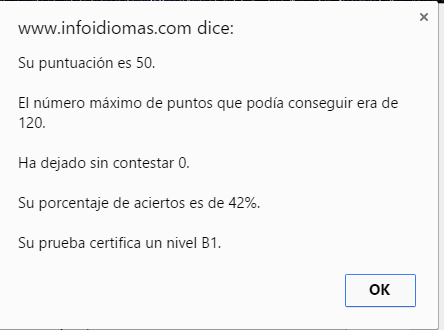 www.infoidiomas.com dice:
Su puntuación es 50.
El número máximo de puntos que podía conseguir era de
120.
Ha dejado sin contestar 0.
Su porcentaje de aciertos es de 42%.
Su prueba certifica un nivel B1.
OK